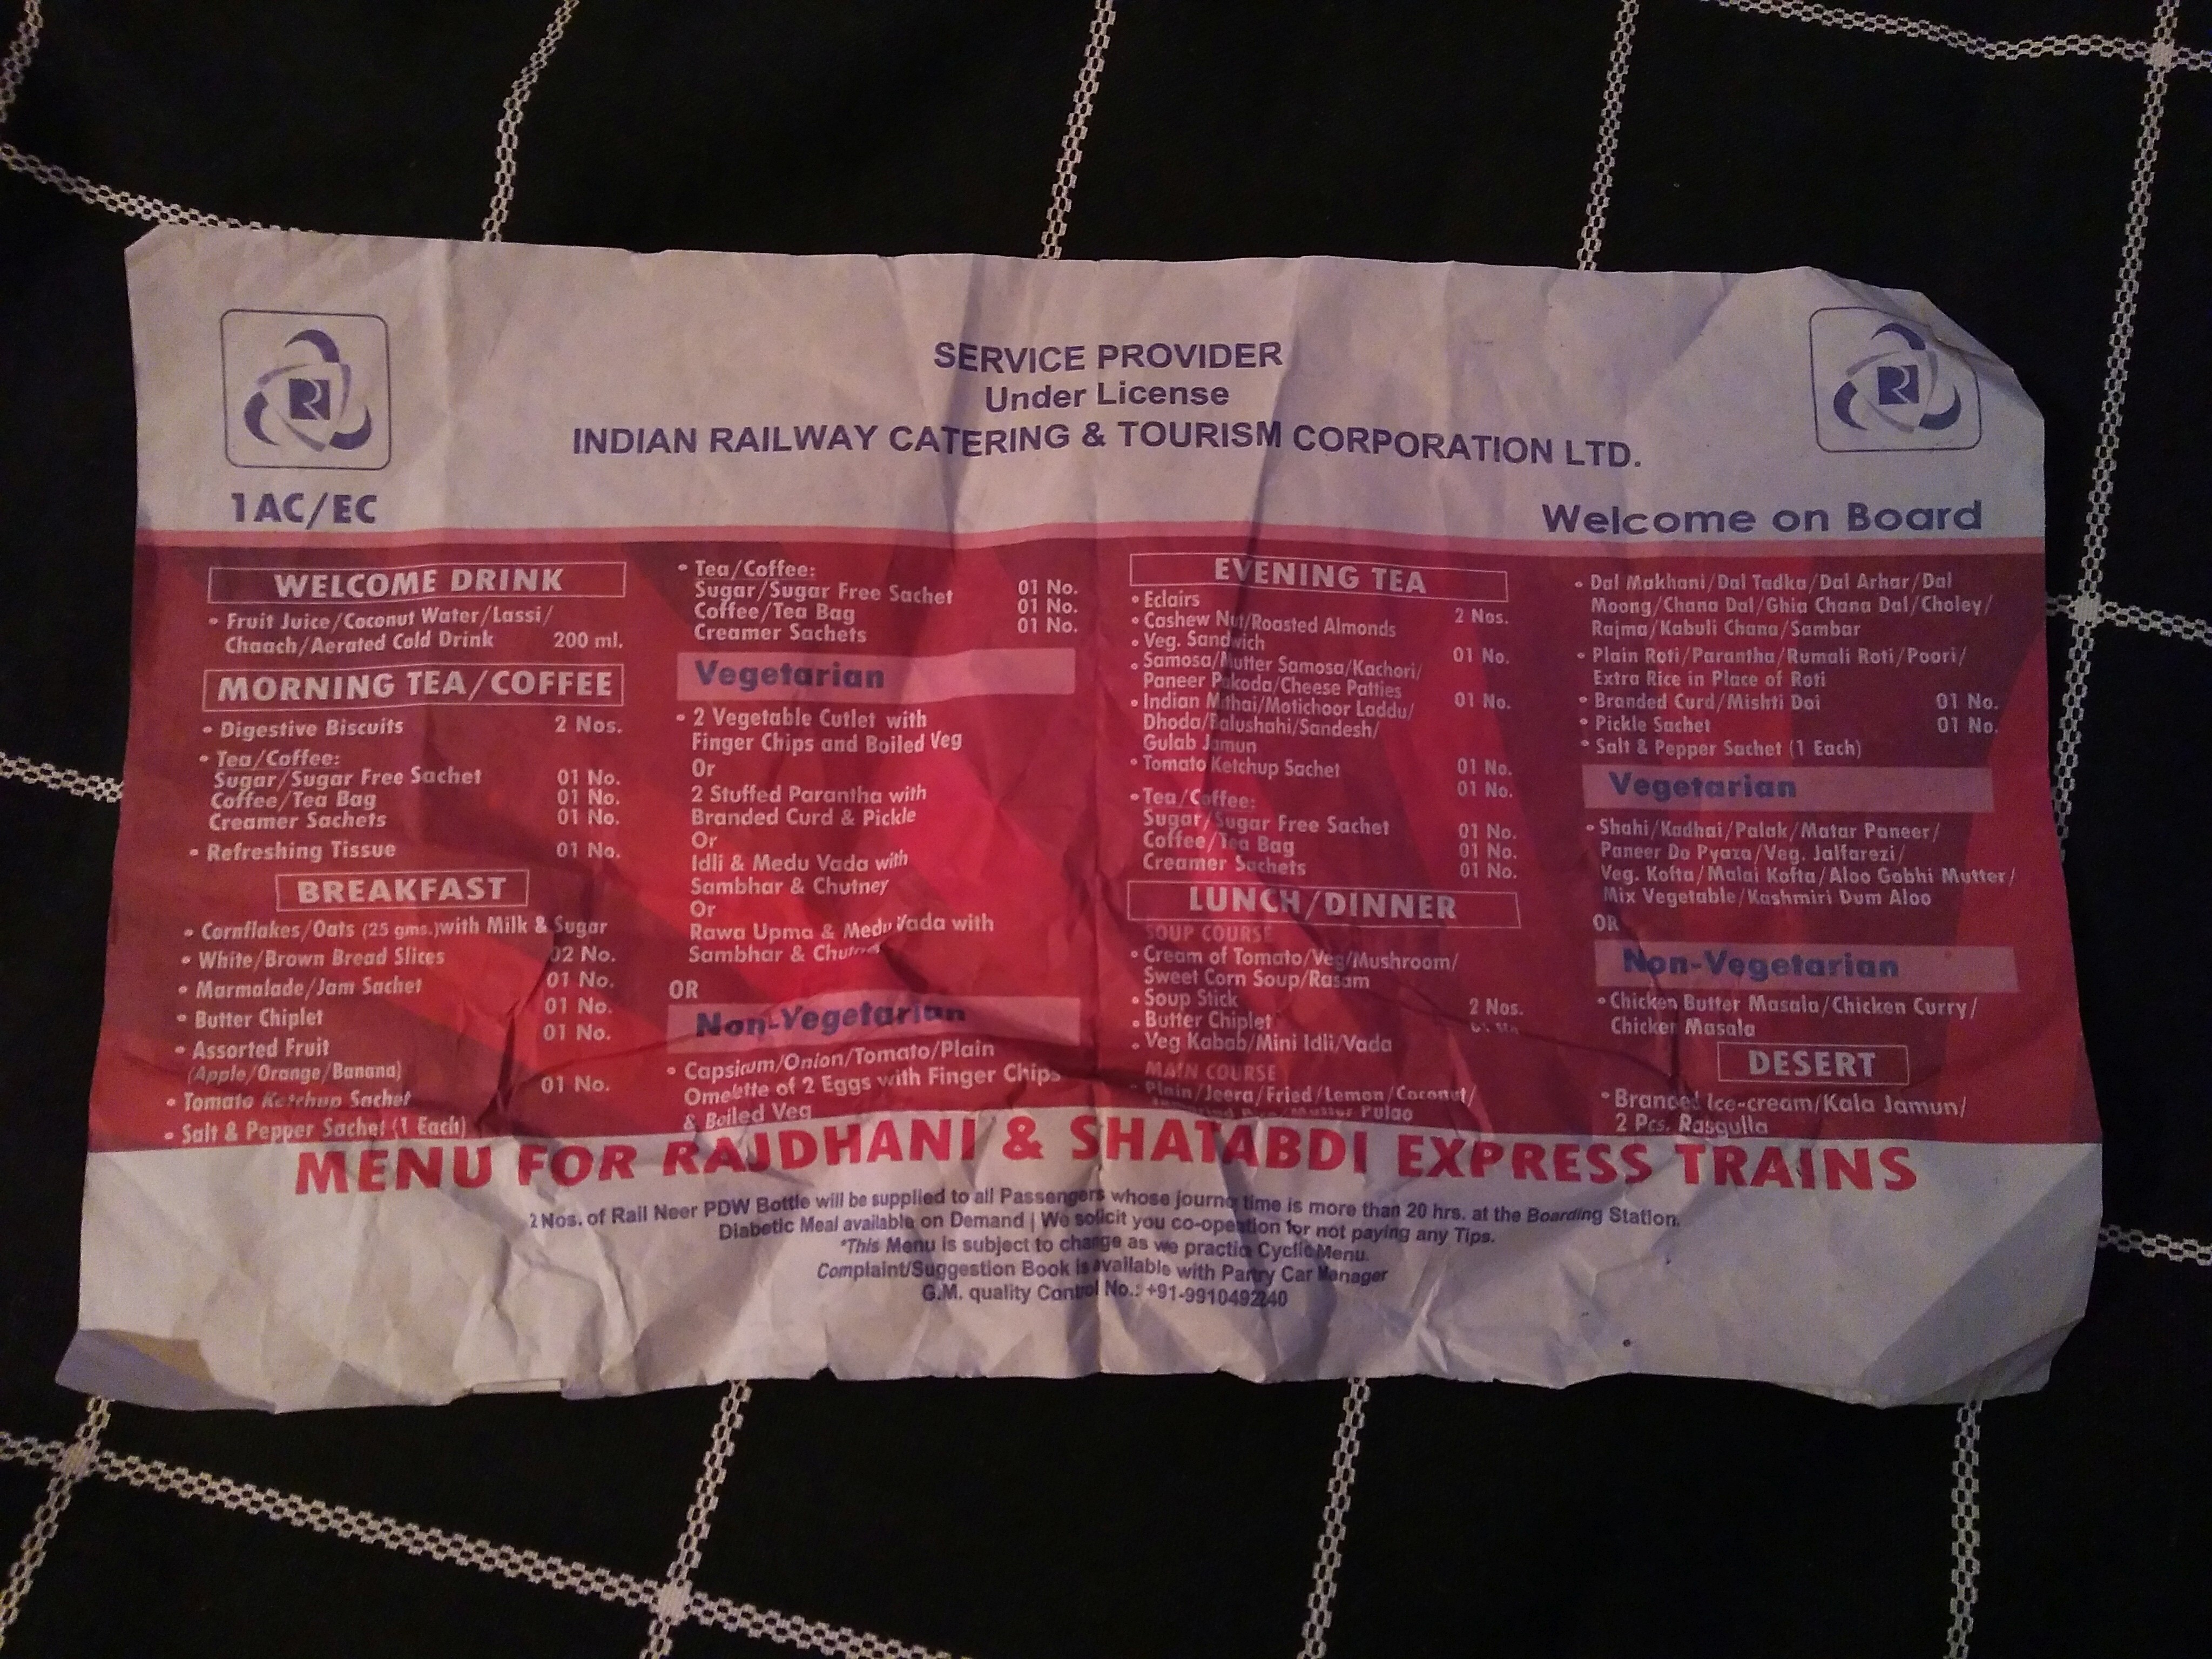 SERVICE PROVIDER
Under License
INDIAN RAILWAY CATERING & TOURISM CORPORATION LTD.
1AC/EC
Welcome on Board
WELCOME DRINK
• Fruit Juice/Coconut Water/Lassi/
Chaach/Aerated Cold Drink 200 ml.
MORNING TEA/COFFEE
• Digestive Biscuits 2 Nos.
• Tea/Coffee:
Sugar/Sugar Free Sachet 01 No.
Coffee/Tea Bag 01 No.
Creamer Sachets 01 No.
• Refreshing Tissue 01 No.
BREAKFAST
• Cornflakes/Oats (25 gms.)with Milk & Sugar
• White/Brown Bread Slices 02 No.
• Marmalade/Jam Sachet 01 No.
• Butter Chiplet 01 No.
• Assorted Fruit 01 No.
(Apple/Orange/Banana)
• Tomato Ketchup Sachet 01 No.
• Salt & Pepper Sachet (1 Each)
• Tea/Coffee:
Sugar/Sugar Free Sachet 01 No.
Coffee/Tea Bag 01 No.
Creamer Sachets 01 No.
Vegetarian
• 2 Vegetable Cutlet with
Finger Chips and Boiled Veg
Or
2 Stuffed Parantha with
Branded Curd & Pickle
Or
Idli & Medu Vada with
Sambhar & Chutney
Or
Rawa Upma & Medu Vada with
Sambhar & Chutney
OR
Non-Vegetarian
• Capsicum/Onion/Tomato/Plain
Omelette of 2 Eggs with Finger Chips
& Boiled Veg
EVENING TEA
• Eclairs 2 Nos.
• Cashew Nut/Roasted Almonds
• Veg. Sandwich 01 No.
• Samosa/Mutter Samosa/Kachori/
Paneer Pakoda/Cheese Patties 01 No.
• Indian Mithai/Motichoor Laddu/
Dhoda/Balushahi/Sandesh/
Gulab Jamun 01 No.
• Tomato Ketchup Sachet 01 No.
• Tea/Coffee:
Sugar/Sugar Free Sachet 01 No.
Coffee/Tea Bag 01 No.
Creamer Sachets 01 No.
LUNCH/DINNER
SOUP COURSE
• Cream of Tomato/Veg/Mushroom/
Sweet Corn Soup/Rasam
• Soup Stick 2 Nos.
• Butter Chiplet 01 No.
• Veg Kabab/Mini Idli/Vada
MAIN COURSE
• Plain/Jeera/Fried/Lemon/Coconut/
Pulao
• Dal Makhani/Dal Tadka/Dal Arhar/Dal
Moong/Chana Dal/Ghia Chana Dal/Choley/
Rajma/Kabuli Chana/Sambar
• Plain Roti/Parantha/Rumali Roti/Poori/
Extra Rice in Place of Roti
• Branded Curd/Mishti Doi 01 No.
• Pickle Sachet 01 No.
• Salt & Pepper Sachet (1 Each)
Vegetarian
• Shahi/Kadhai/Palak/Matar Paneer/
Paneer Do Pyaza/Veg. Jalfarezi/
Veg. Kofta/Malai Kofta/Aloo Gobhi Mutter/
Mix Vegetable/Kashmiri Dum Aloo
OR
Non-Vegetarian
• Chicken Butter Masala/Chicken Curry/
Chicken Masala
DESERT
• Branded Ice-cream/Kala Jamun/
2 Pcs. Rasgulla
MENU FOR RAJDHANI & SHATABDI EXPRESS TRAINS
2 Nos. of Rail Neer PDW Bottle will be supplied to all Passengers whose journo time is more than 20 hrs. at the Boarding Station.
Diabetic Meal available on Demand | We solicit you co-opeation for not paying any Tips.
*This Menu is subject to change as we practic Cyclic Menu.
Complaint/Suggestion Book is available with Pantry Car Manager
G.M. quality Control No.: +91-9910492240